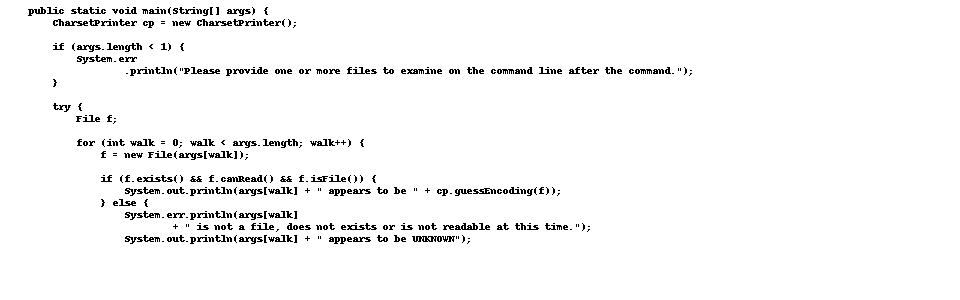 public static void main(String[] args) {
CharsetPrinter cp = new CharsetPrinter();
if (args.length < 1) {
System.err
.println("Please provide one or more files to examine on the command line after the command.");
}
try {
File f;
for (int walk = 0; walk < args.length; walk++) {
f = new File(args[walk]);
if (f.exists() && f.canRead() && f.isFile()) {
System.out.println(args[walk] + " appears to be " + cp.guessEncoding(f));
} else {
System.err.println(args[walk]
+ " is not a file, does not exists or is not readable at this time.");
System.out.println(args[walk] + " appears to be UNKNOWN");